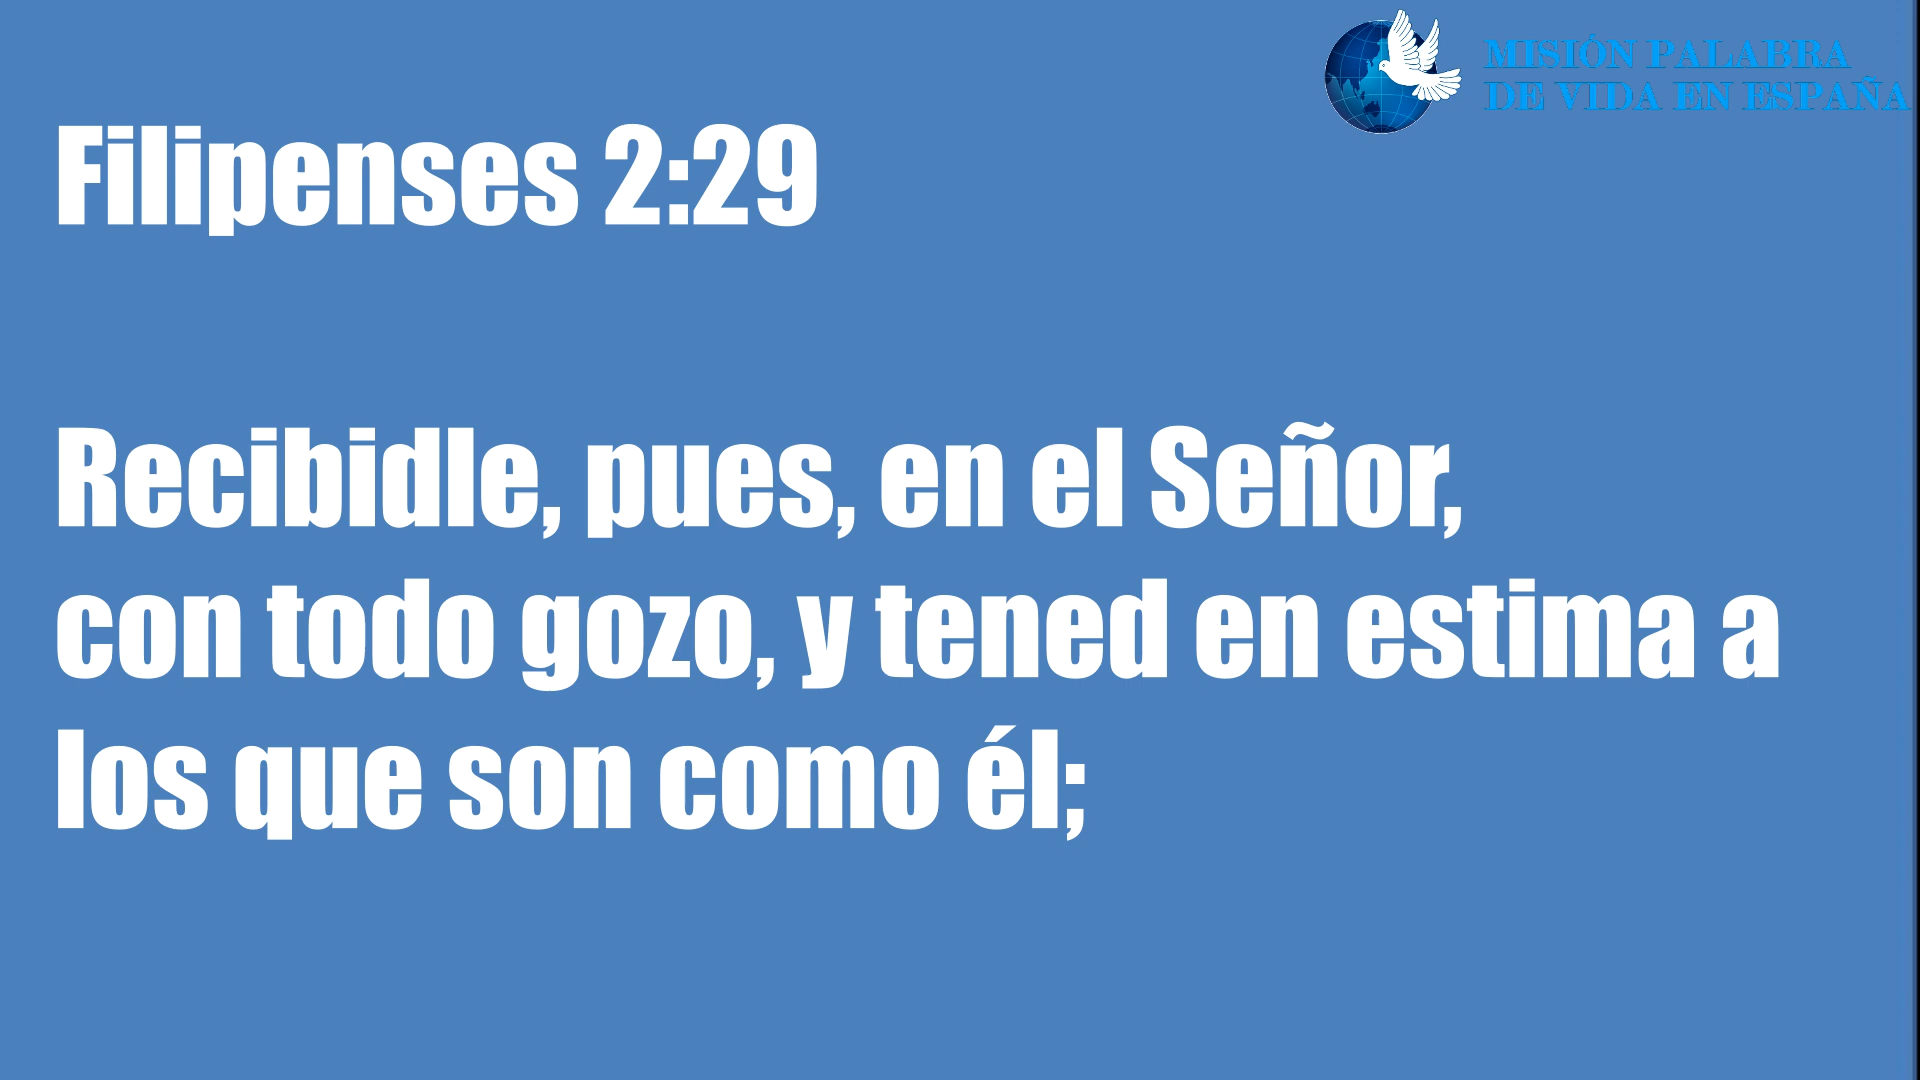 MISIÓN PALABRA
DE VIDA EN ESPAÑA
Filipenses 2:29
Recibidle, pues, en el Señor,
con todo gozo, y tened en estima a
los que son como él;